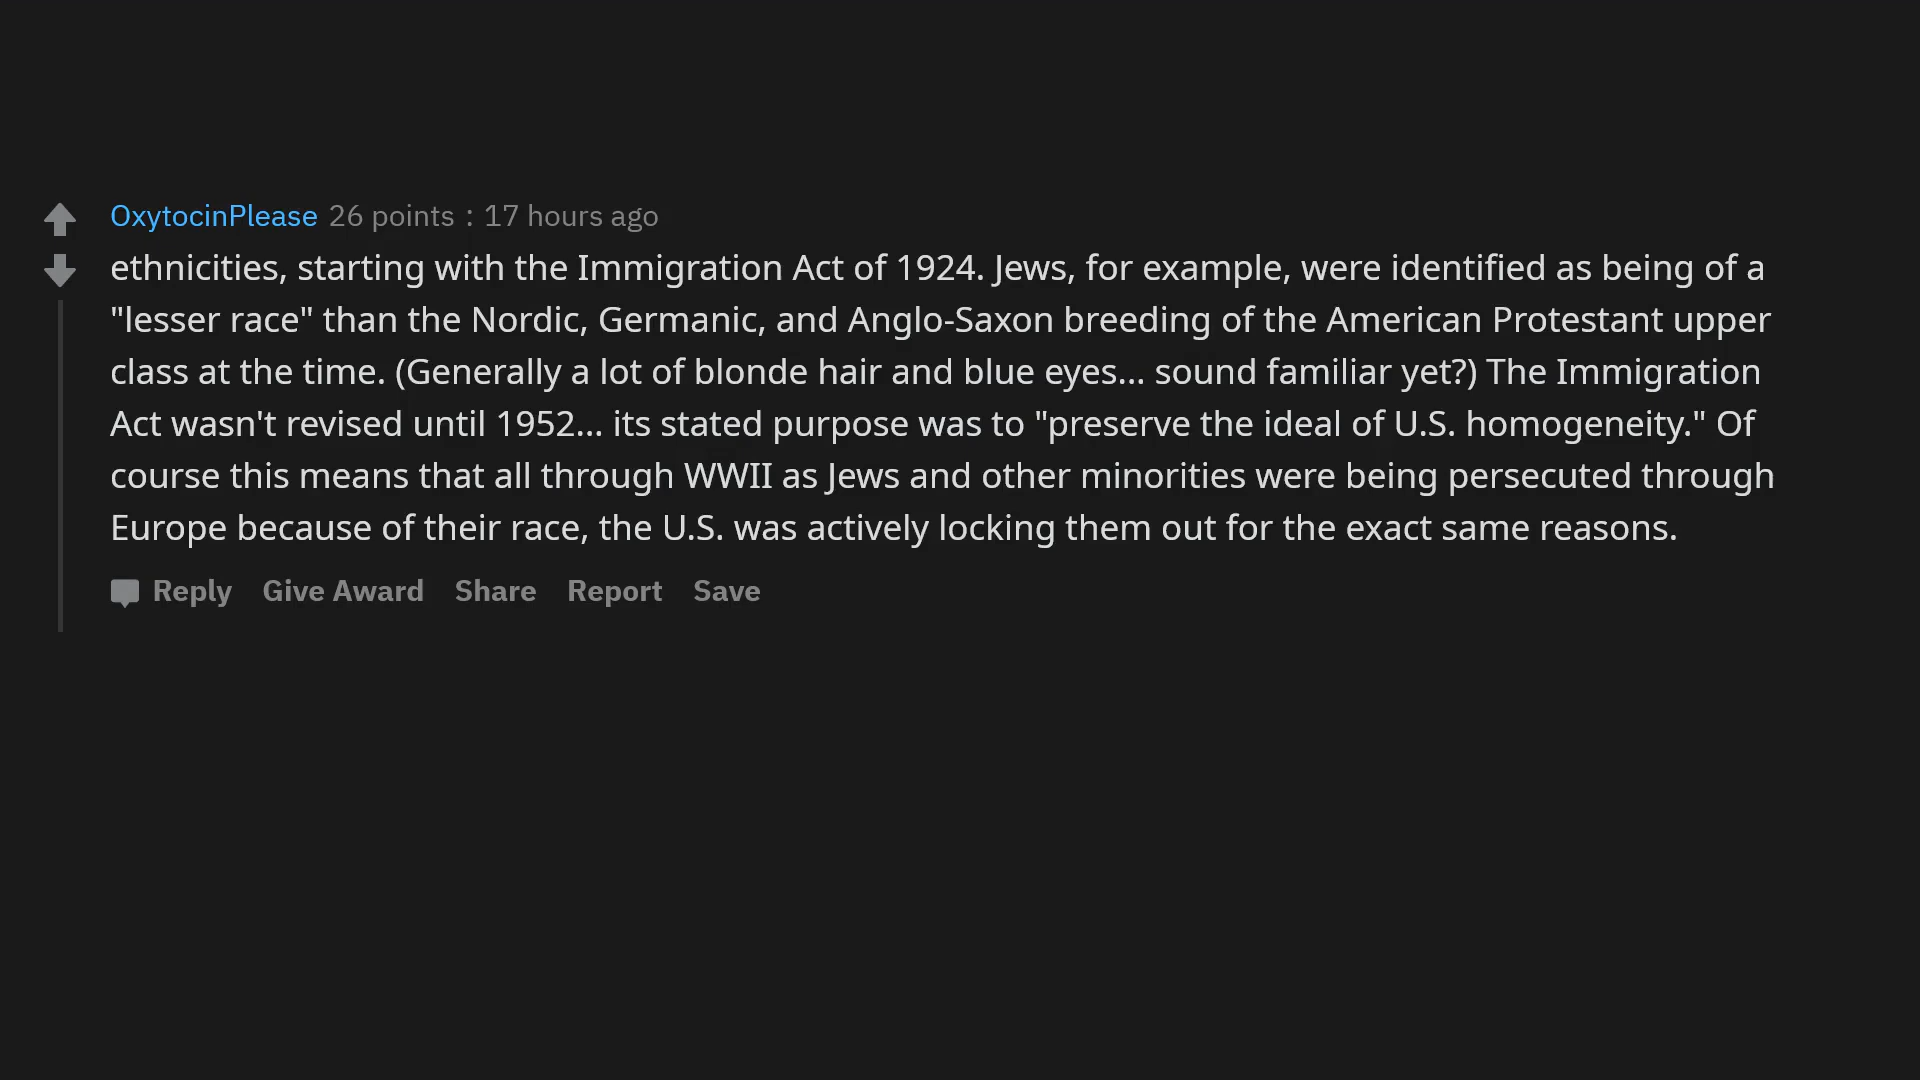 OxytocinPlease 26 points : 17 hours ago
ethnicities, starting with the Immigration Act of 1924. Jews, for example, were identified as being of a
"lesser race" than the Nordic, Germanic, and Anglo-Saxon breeding of the American Protestant upper
class at the time. (Generally a lot of blonde hair and blue eyes... sound familiar yet?) The Immigration
Act wasn't revised until 1952... its stated purpose was to "preserve the ideal of U.S. homogeneity." Of
course this means that all through WWII as Jews and other minorities were being persecuted through
Europe because of their race, the U.S. was actively locking them out for the exact same reasons.
Reply Give Award Share Report Save